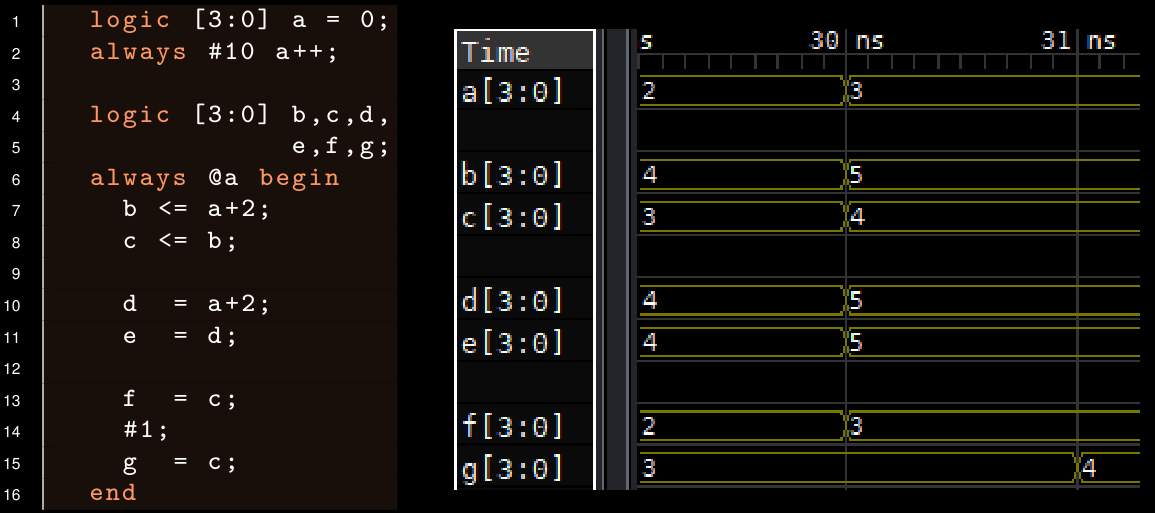 1 logic [3:0] a = 0;
2 always #10 a++;
3
4 logic [3:0] b,c,d,
5 e,f,g;
6 always @a begin
7 b <= a+2;
8 c <= b;
9
10 d = a+2;
11 e = d;
12
13 f = c;
14 #1;
15 g = c;
16 end
Time s 30 ns 31 ns
a[3:0] 2 3
b[3:0] 4 5
c[3:0] 3 4
d[3:0] 4 5
e[3:0] 4 5
f[3:0] 2 3
g[3:0] 3 4